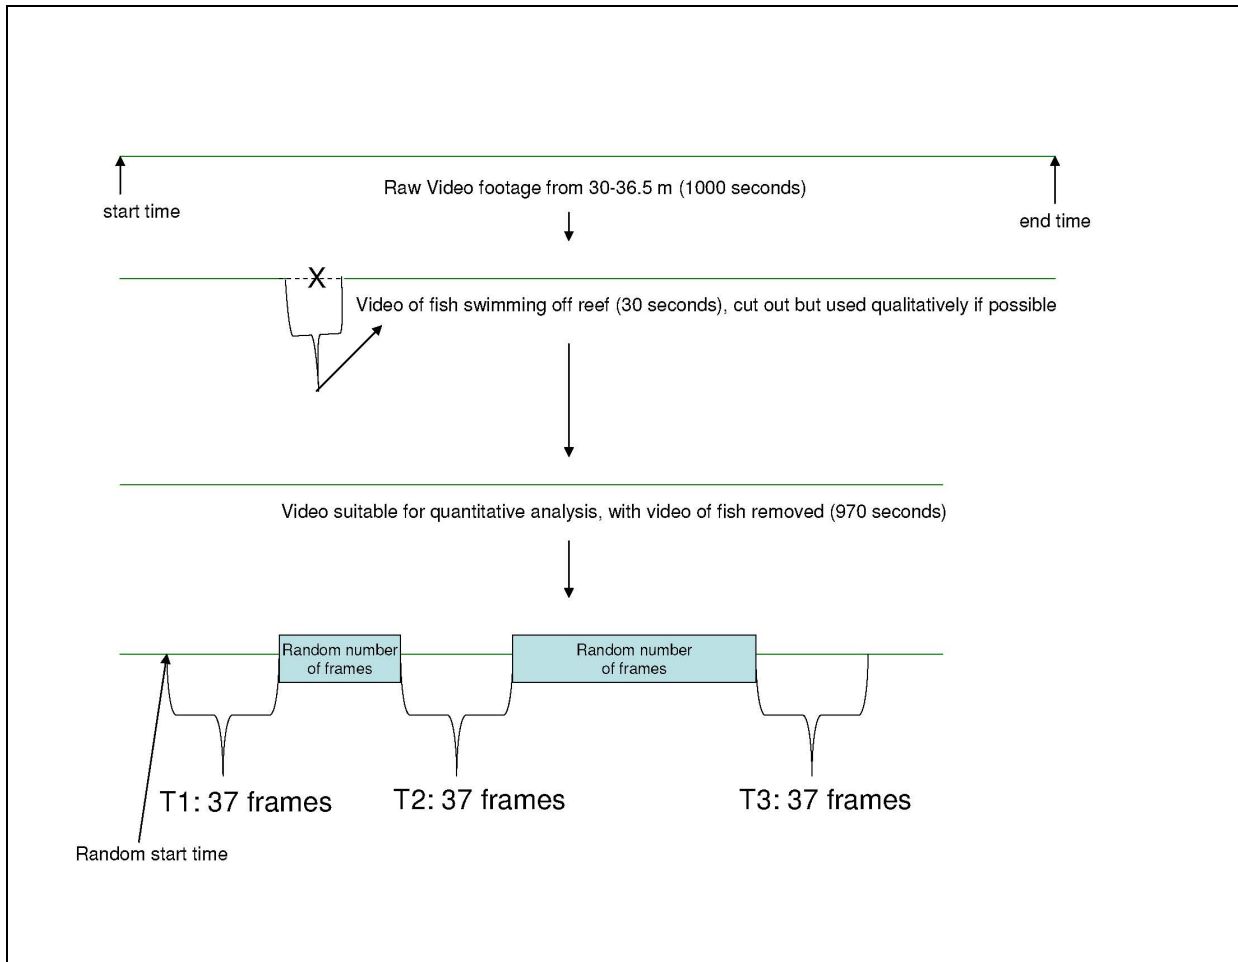 Raw Video footage from 30-36.5 m (1000 seconds)
start time
end time
X
Video of fish swimming off reef (30 seconds), cut out but used qualitatively if possible
Video suitable for quantitative analysis, with video of fish removed (970 seconds)
Random number
of frames
Random number
of frames
T1: 37 frames
T2: 37 frames
T3: 37 frames
Random start time